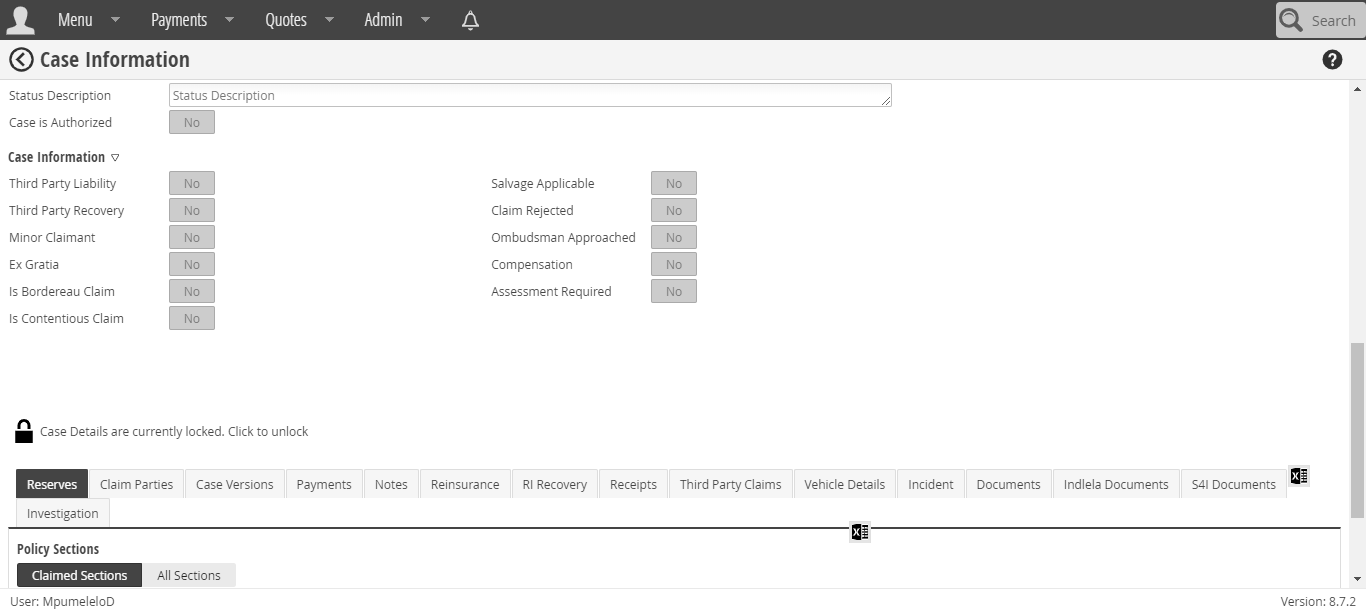 Menu Payments Quotes Admin Search
Case Information
Status Description Status Description
Case is Authorized No
Case Information
Third Party Liability No Salvage Applicable No
Third Party Recovery No Claim Rejected No
Minor Claimant No Ombudsman Approached No
Ex Gratia No Compensation No
Is Bordereau Claim No Assessment Required No
Is Contentious Claim No
Case Details are currently locked. Click to unlock
Reserves Claim Parties Case Versions Payments Notes Reinsurance RI Recovery Receipts Third Party Claims Vehicle Details Incident Documents Indlela Documents S4I Documents
Investigation
Policy Sections
Claimed Sections All Sections
User: MpumeleloD Version: 8.7.2